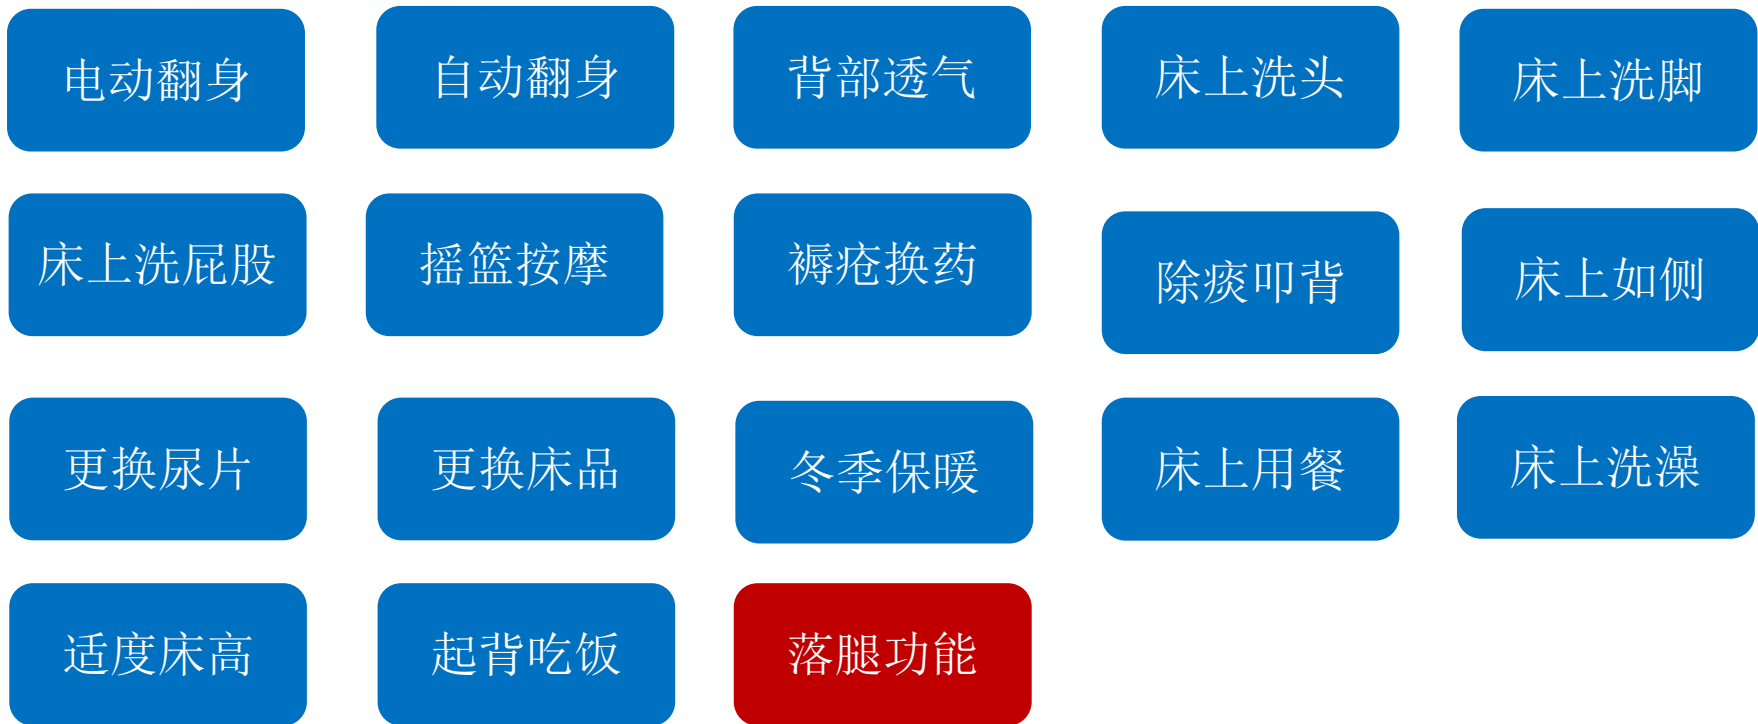 电动翻身
自动翻身
背部透气
床上洗头
床上洗脚
床上洗屁股
摇篮按摩
褥疮换药
除痰叩背
床上如侧
更换尿片
更换床品
冬季保暖
床上用餐
床上洗澡
适度床高
起背吃饭
落腿功能